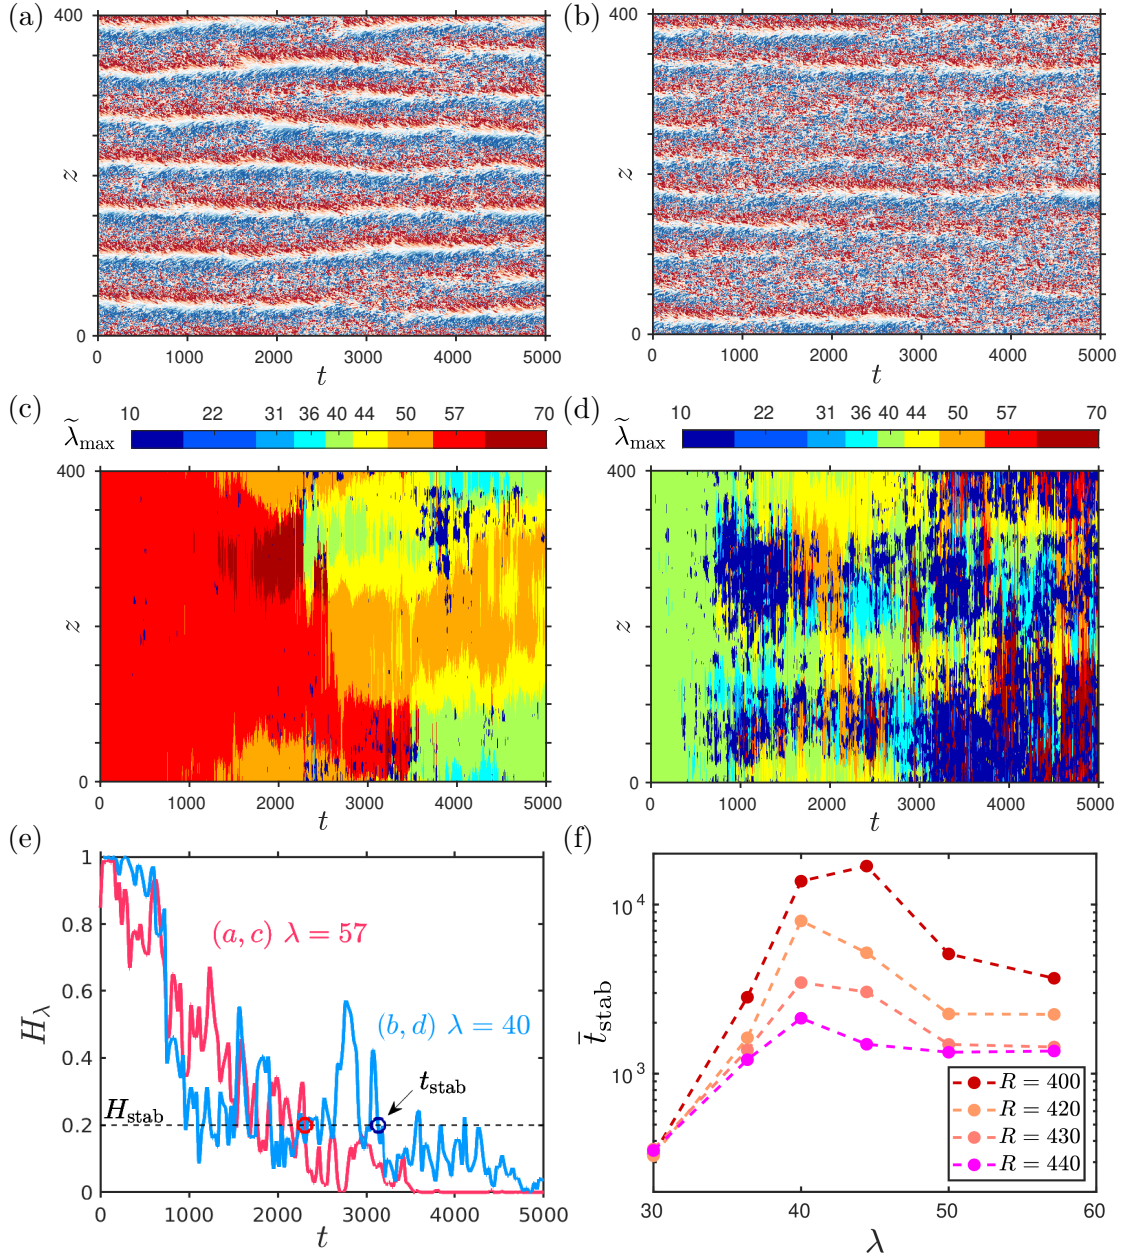 (a)
400
z
0
0 1000 2000 3000 4000 5000
t
(b)
400
z
0
0 1000 2000 3000 4000 5000
t
(c)
10 22 31 36 40 44 50 57 70
λ̃max
400
z
0
0 1000 2000 3000 4000 5000
t
(d)
10 22 31 36 40 44 50 57 70
λ̃max
400
z
0
0 1000 2000 3000 4000 5000
t
(e)
1
0.8
0.6
0.4
0.2
0
Hλ
(a, c) λ = 57
(b, d) λ = 40
tstab
Hstab
0 1000 2000 3000 4000 5000
t
(f)
10⁴
10³
t̄stab
R = 400
R = 420
R = 430
R = 440
30 40 50 60
λ